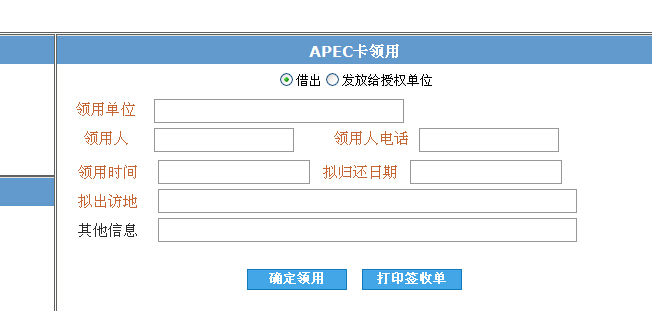 APEC卡领用
借出 发放给授权单位
领用单位
领用人 领用人电话
领用时间 拟归还日期
拟出访地
其他信息
确定领用 打印签收单